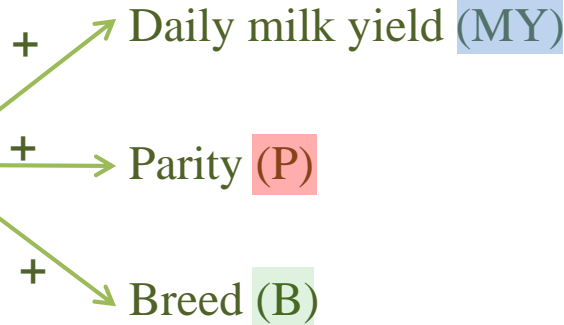 + Daily milk yield (MY)
+ Parity (P)
+ Breed (B)